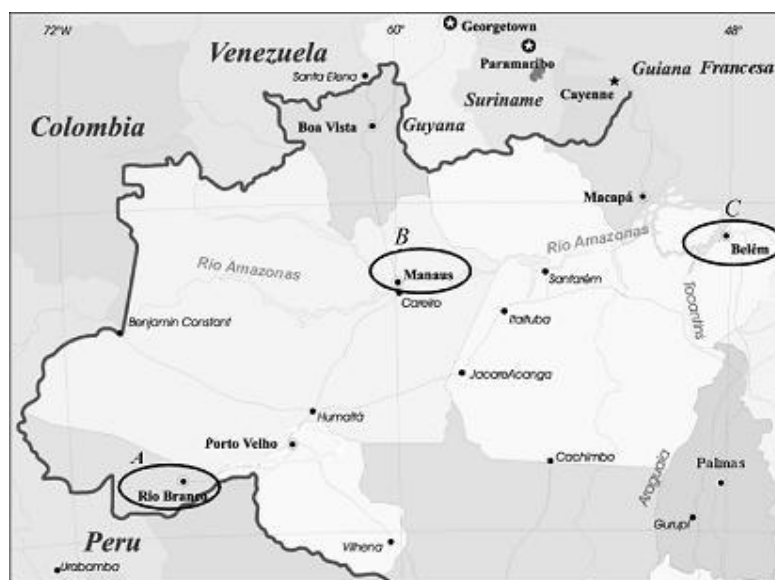 72°W
60°
48°
Georgetown
Venezuela
Paramaribo
Guiana Francesa
Santa Elena
Cayenne
Suriname
Colombia
Boa Vista
Guyana
Macapá
C
B
Rio Amazonas
Belém
Rio Amazonas
Manaus
Santarém
Careiro
Tocantins
Itaituba
Benjamin Constant
JacareAcanga
Humaitá
A
Porto Velho
Cachimbo
Araguaia
Palmas
Rio Branco
Gurupi
Peru
Vilhena
Urabamba